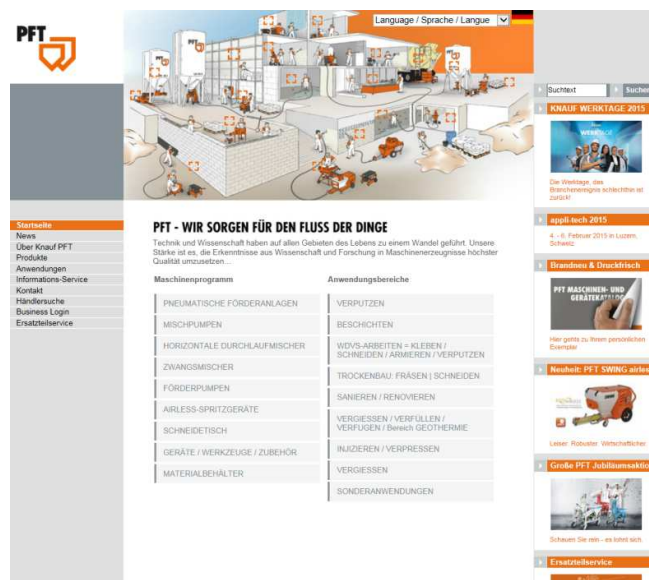 PFT
Language / Sprache / Langue
Suchtext
Suchen
Startseite
News
Über Knauf PFT
Produkte
Anwendungen
Informations-Service
Kontakt
Händlersuche
Business Login
Ersatzteilservice
PFT - WIR SORGEN FÜR DEN FLUSS DER DINGE
Technik und Wissenschaft haben auf allen Gebieten des Lebens zu einem Wandel geführt. Unsere
Stärke ist es, die Erkenntnisse aus Wissenschaft und Forschung in Maschinenerzeugnisse höchster
Qualität umzusetzen...
Maschinenprogramm
PNEUMATISCHE FÖRDERANLAGEN
MISCHPUMPEN
HORIZONTALE DURCHLAUFMISCHER
ZWANGSMISCHER
FÖRDERPUMPEN
AIRLESS-SPRITZGERÄTE
SCHNEIDETISCH
GERÄTE / WERKZEUGE / ZUBEHÖR
MATERIALBEHÄLTER
Anwendungsbereiche
VERPUTZEN
BESCHICHTEN
WDVS-ARBEITEN = KLEBEN /
SCHNEIDEN / ARMIEREN / VERPUTZEN
TROCKENBAU: FRÄSEN | SCHNEIDEN
SANIEREN / RENOVIEREN
VERGIESSEN / VERFÜLLEN /
VERFUGEN / Bereich GEOTHERMIE
INJIZIEREN / VERPRESSEN
VERGIESSEN
SONDERANWENDUNGEN
KNAUF WERKTAGE 2015
WERKTAGE
Die Werktage, das
Branchenereignis schlechthin ist
zurück!
appli-tech 2015
4. - 6. Februar 2015 in Luzern,
Schweiz
Brandneu & Druckfrisch
PFT MASCHINEN- UND
GERÄTEKATALOG
Hier gehts zu Ihrem persönlichen
Exemplar
Neuheit: PFT SWING airles
Leiser. Robuster. Wirtschaftlicher.
Große PFT Jubiläumsaktio
Schauen Sie rein - es lohnt sich.
Ersatzteilservice